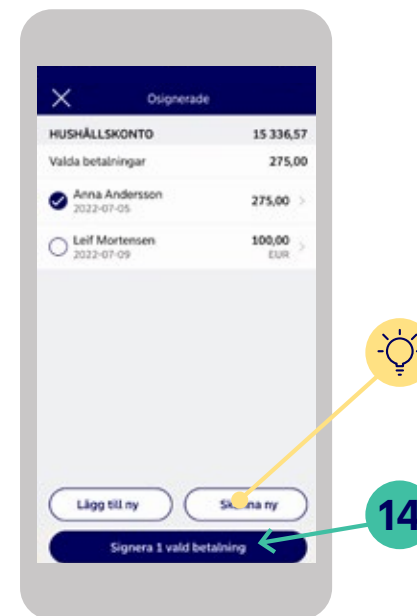 Osignerade
HUSHÅLLSKONTO 15 336,57
Valda betalningar 275,00
Anna Andersson 275,00
2022-07-05
Leif Mortensen 100,00
2022-07-09 EUR
Lägg till ny
ny
14
Signera 1 vald betalning